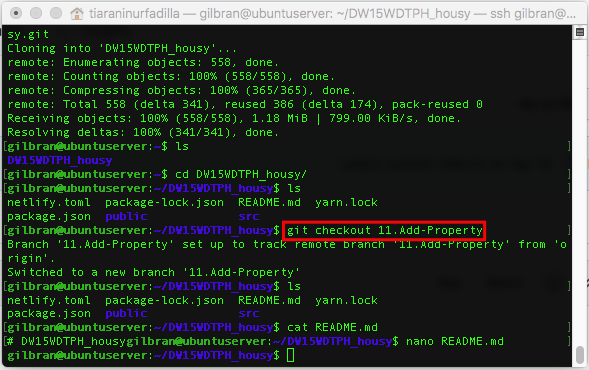 tiaraninurfadilla — gilbran@ubuntuserver: ~/DW15WDTPH_housy — ssh gilbran@...
sy.git
Cloning into 'DW15WDTPH_housy'...
remote: Enumerating objects: 558, done.
remote: Counting objects: 100% (558/558), done.
remote: Compressing objects: 100% (365/365), done.
remote: Total 558 (delta 341), reused 386 (delta 174), pack-reused 0
Receiving objects: 100% (558/558), 1.18 MiB | 799.00 KiB/s, done.
Resolving deltas: 100% (341/341), done.
[gilbran@ubuntuserver:~$ ls ]
DW15WDTPH_housy
[gilbran@ubuntuserver:~$ cd DW15WDTPH_housy/ ]
[gilbran@ubuntuserver:~/DW15WDTPH_housy$ ls ]
netlify.toml package-lock.json README.md yarn.lock
package.json public src
[gilbran@ubuntuserver:~/DW15WDTPH_housy$ git checkout 11.Add-Property ]
Branch '11.Add-Property' set up to track remote branch '11.Add-Property' from 'o
rigin'.
Switched to a new branch '11.Add-Property'
[gilbran@ubuntuserver:~/DW15WDTPH_housy$ ls ]
netlify.toml package-lock.json README.md yarn.lock
package.json public src
[gilbran@ubuntuserver:~/DW15WDTPH_housy$ cat README.md ]
[# DW15WDTPH_housygilbran@ubuntuserver:~/DW15WDTPH_housy$ nano README.md ]
gilbran@ubuntuserver:~/DW15WDTPH_housy$